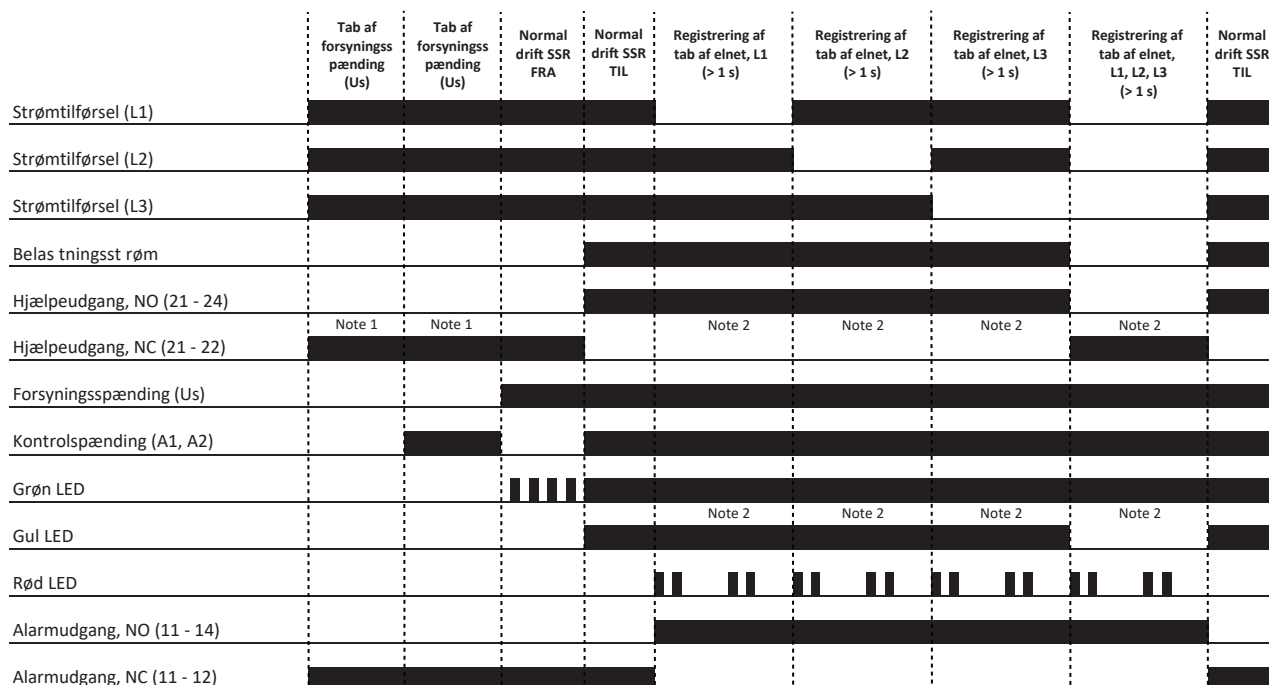 Tab af
forsyningss
pænding
(Us)
Tab af
forsyningss
pænding
(Us)
Normal
drift SSR
FRA
Normal
drift SSR
TIL
Registrering af
tab af elnet, L1
(> 1 s)
Registrering af
tab af elnet, L2
(> 1 s)
Registrering af
tab af elnet, L3
(> 1 s)
Registrering af
tab af elnet,
L1, L2, L3
(> 1 s)
Normal
drift SSR
TIL
Strømtilførsel (L1)
Strømtilførsel (L2)
Strømtilførsel (L3)
Belas tningsst røm
Hjælpeudgang, NO (21 - 24)
Note 1 Note 1 Note 2 Note 2 Note 2 Note 2
Hjælpeudgang, NC (21 - 22)
Forsyningsspænding (Us)
Kontrolspænding (A1, A2)
Grøn LED
Note 2 Note 2 Note 2 Note 2
Gul LED
Rød LED
Alarmudgang, NO (11 - 14)
Alarmudgang, NC (11 - 12)